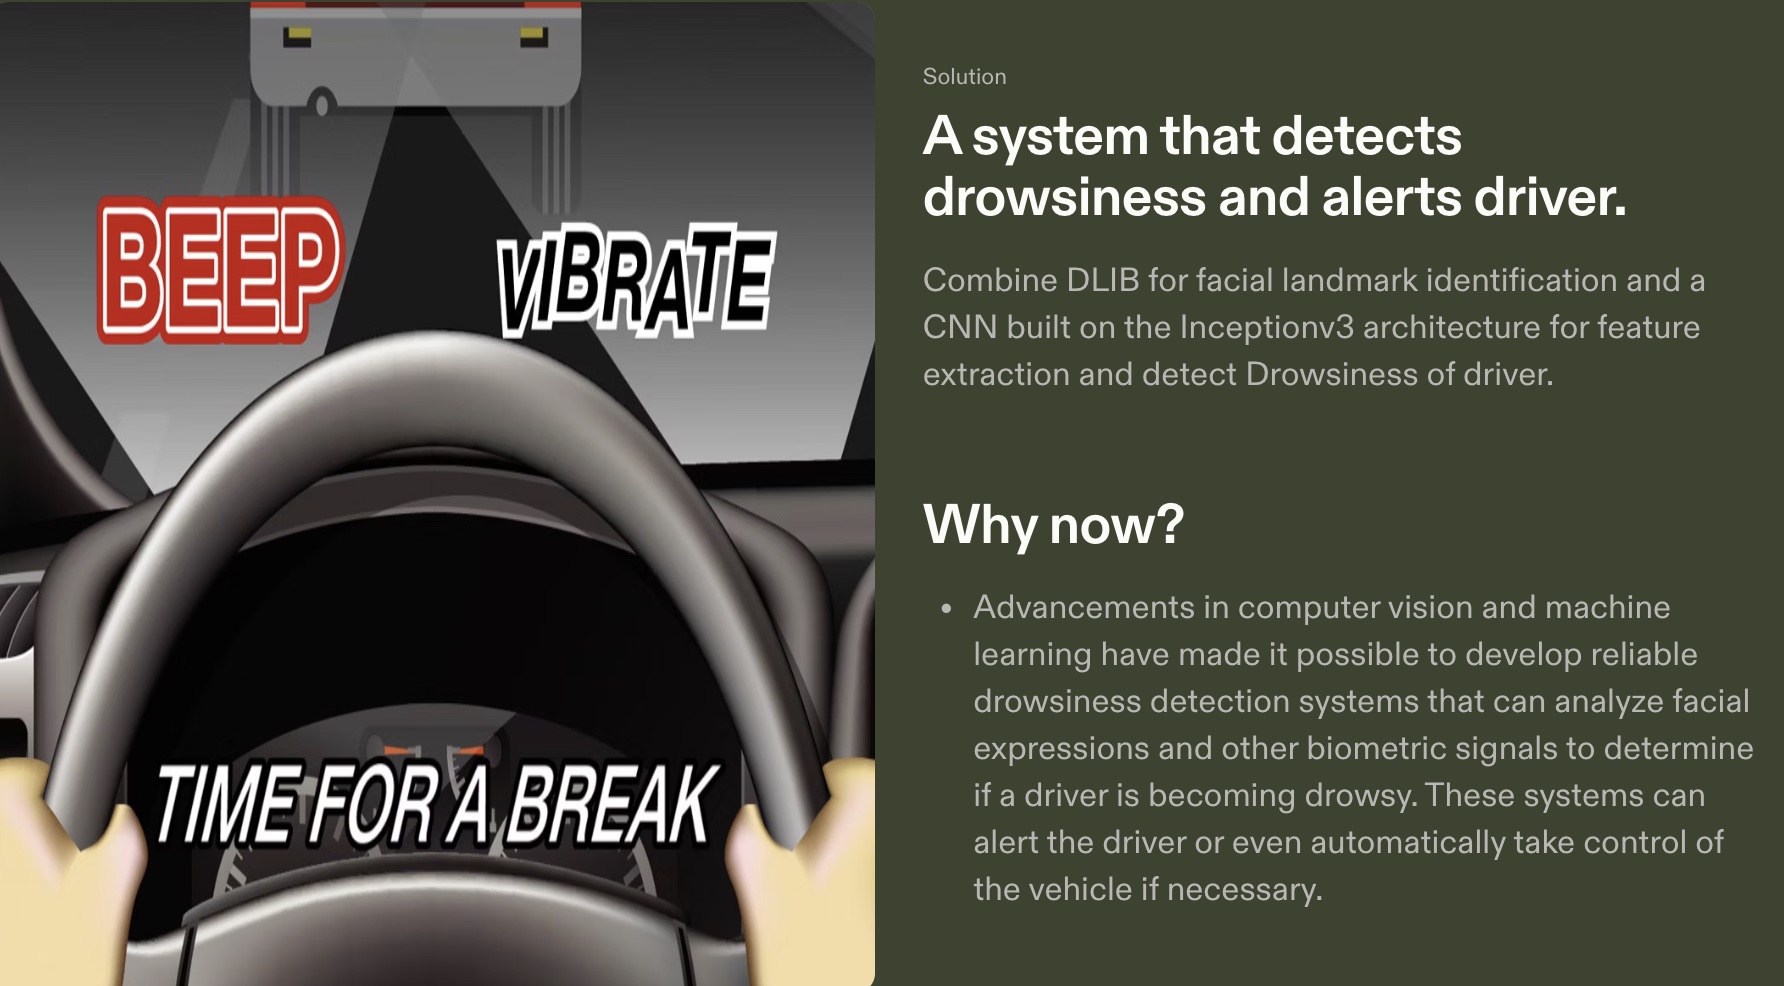 BEEP
VIBRATE
TIME FOR A BREAK
Solution
A system that detects
drowsiness and alerts driver.
Combine DLIB for facial landmark identification and a
CNN built on the Inceptionv3 architecture for feature
extraction and detect Drowsiness of driver.
Why now?
• Advancements in computer vision and machine
learning have made it possible to develop reliable
drowsiness detection systems that can analyze facial
expressions and other biometric signals to determine
if a driver is becoming drowsy. These systems can
alert the driver or even automatically take control of
the vehicle if necessary.